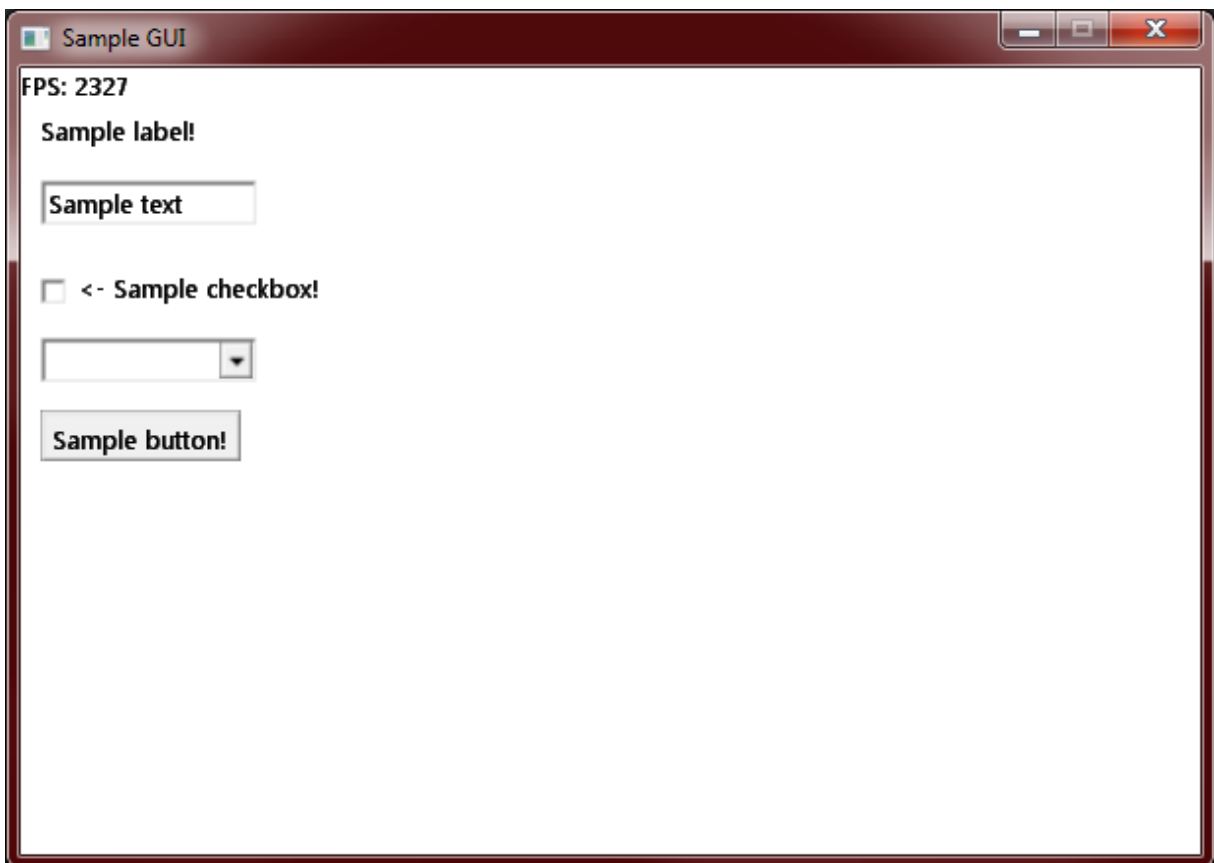 Sample GUI
FPS: 2327
Sample label!
Sample text
<- Sample checkbox!
Sample button!